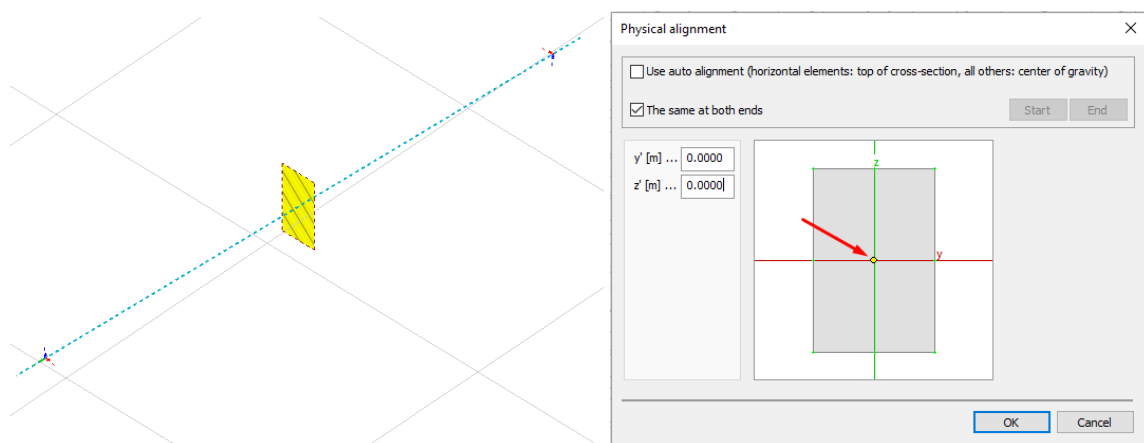 Physical alignment
Use auto alignment (horizontal elements: top of cross-section, all others: center of gravity)
The same at both ends
Start
End
y' [m] ... 0.0000
z' [m] ... 0.0000
z
y
OK
Cancel